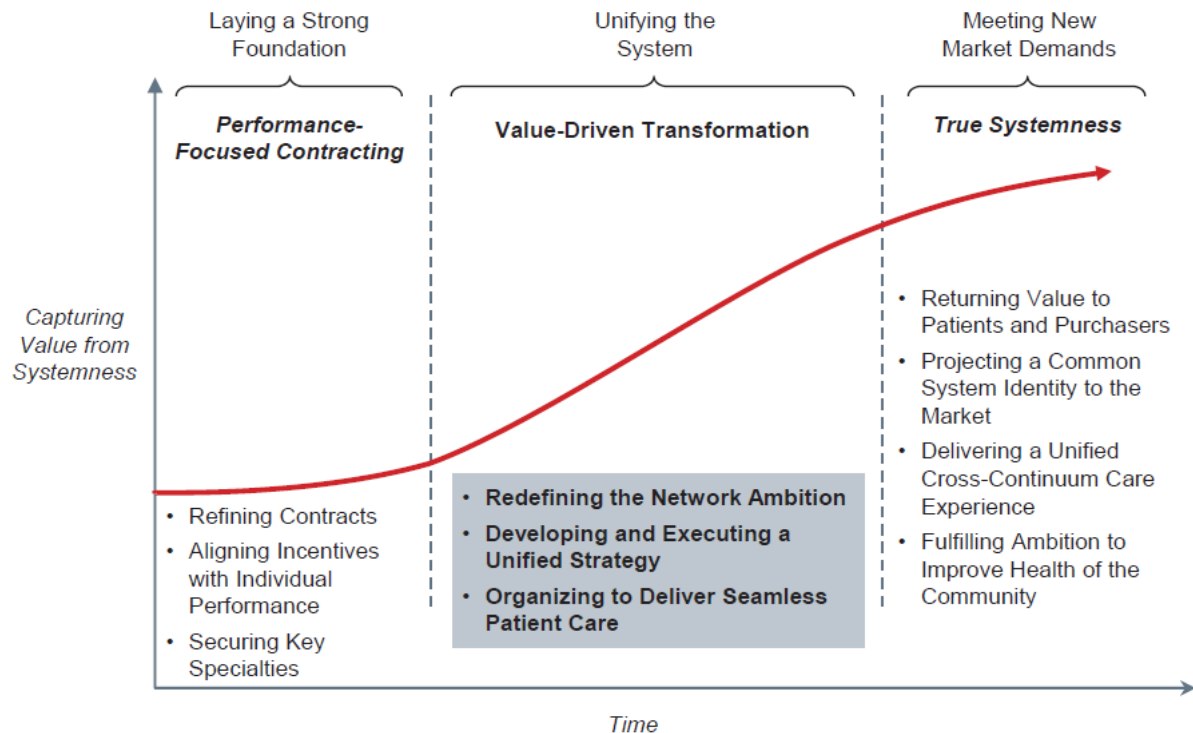 Laying a Strong
Foundation
Unifying the
System
Meeting New
Market Demands
Performance-
Focused Contracting
Value-Driven Transformation
True Systemness
Capturing
Value from
Systemness
• Refining Contracts
• Aligning Incentives
with Individual
Performance
• Securing Key
Specialties
• Redefining the Network Ambition
• Developing and Executing a
Unified Strategy
• Organizing to Deliver Seamless
Patient Care
• Returning Value to
Patients and Purchasers
• Projecting a Common
System Identity to the
Market
• Delivering a Unified
Cross-Continuum Care
Experience
• Fulfilling Ambition to
Improve Health of the
Community
Time